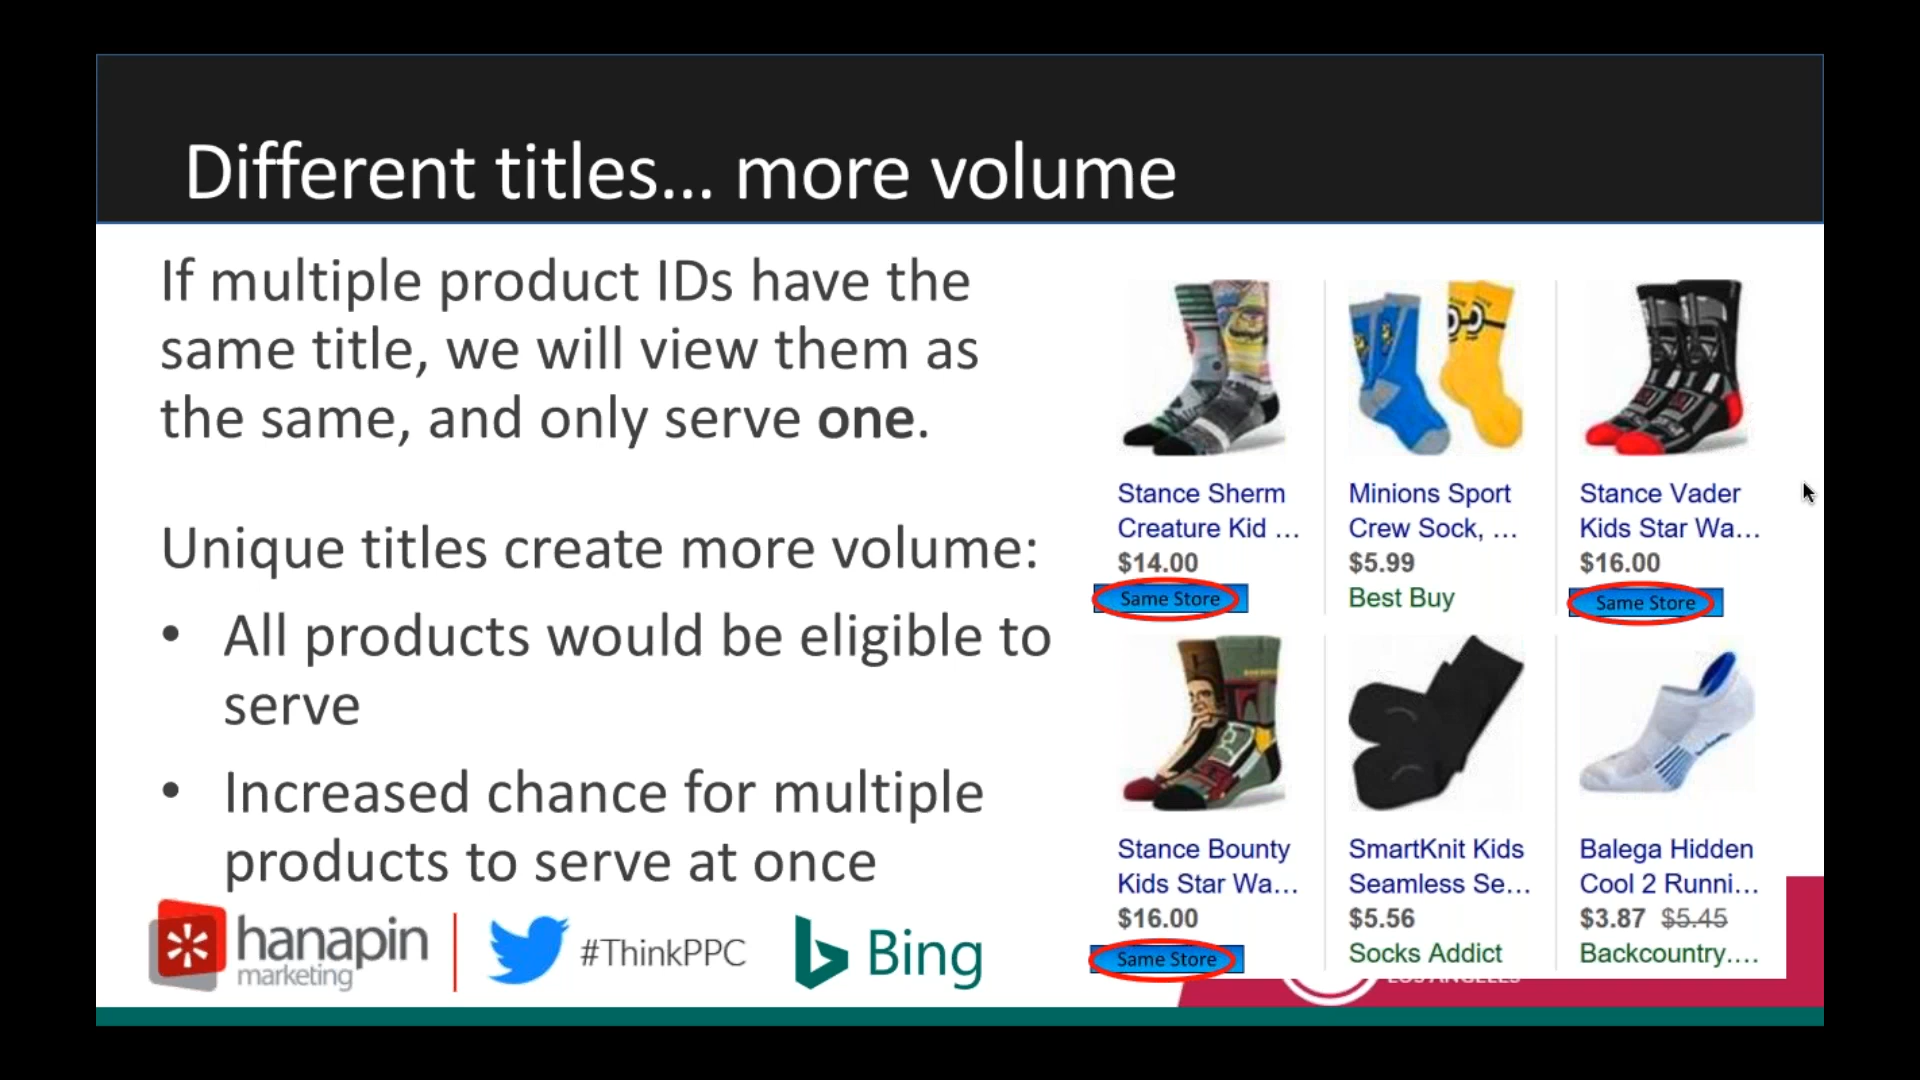 Different titles... more volume
If multiple product IDs have the
same title, we will view them as
the same, and only serve one.
Unique titles create more volume:
• All products would be eligible to
serve
• Increased chance for multiple
products to serve at once
Stance Sherm
Creature Kid ...
$14.00
Same Store
Minions Sport
Crew Sock, ...
$5.99
Best Buy
Stance Vader
Kids Star Wa...
$16.00
Same Store
Stance Bounty
Kids Star Wa...
$16.00
Same Store
SmartKnit Kids
Seamless Se...
$5.56
Socks Addict
Balega Hidden
Cool 2 Runni...
$3.87 $5.45
Backcountry....
hanapin
marketing
#ThinkPPC
Bing
LOS ANGELES